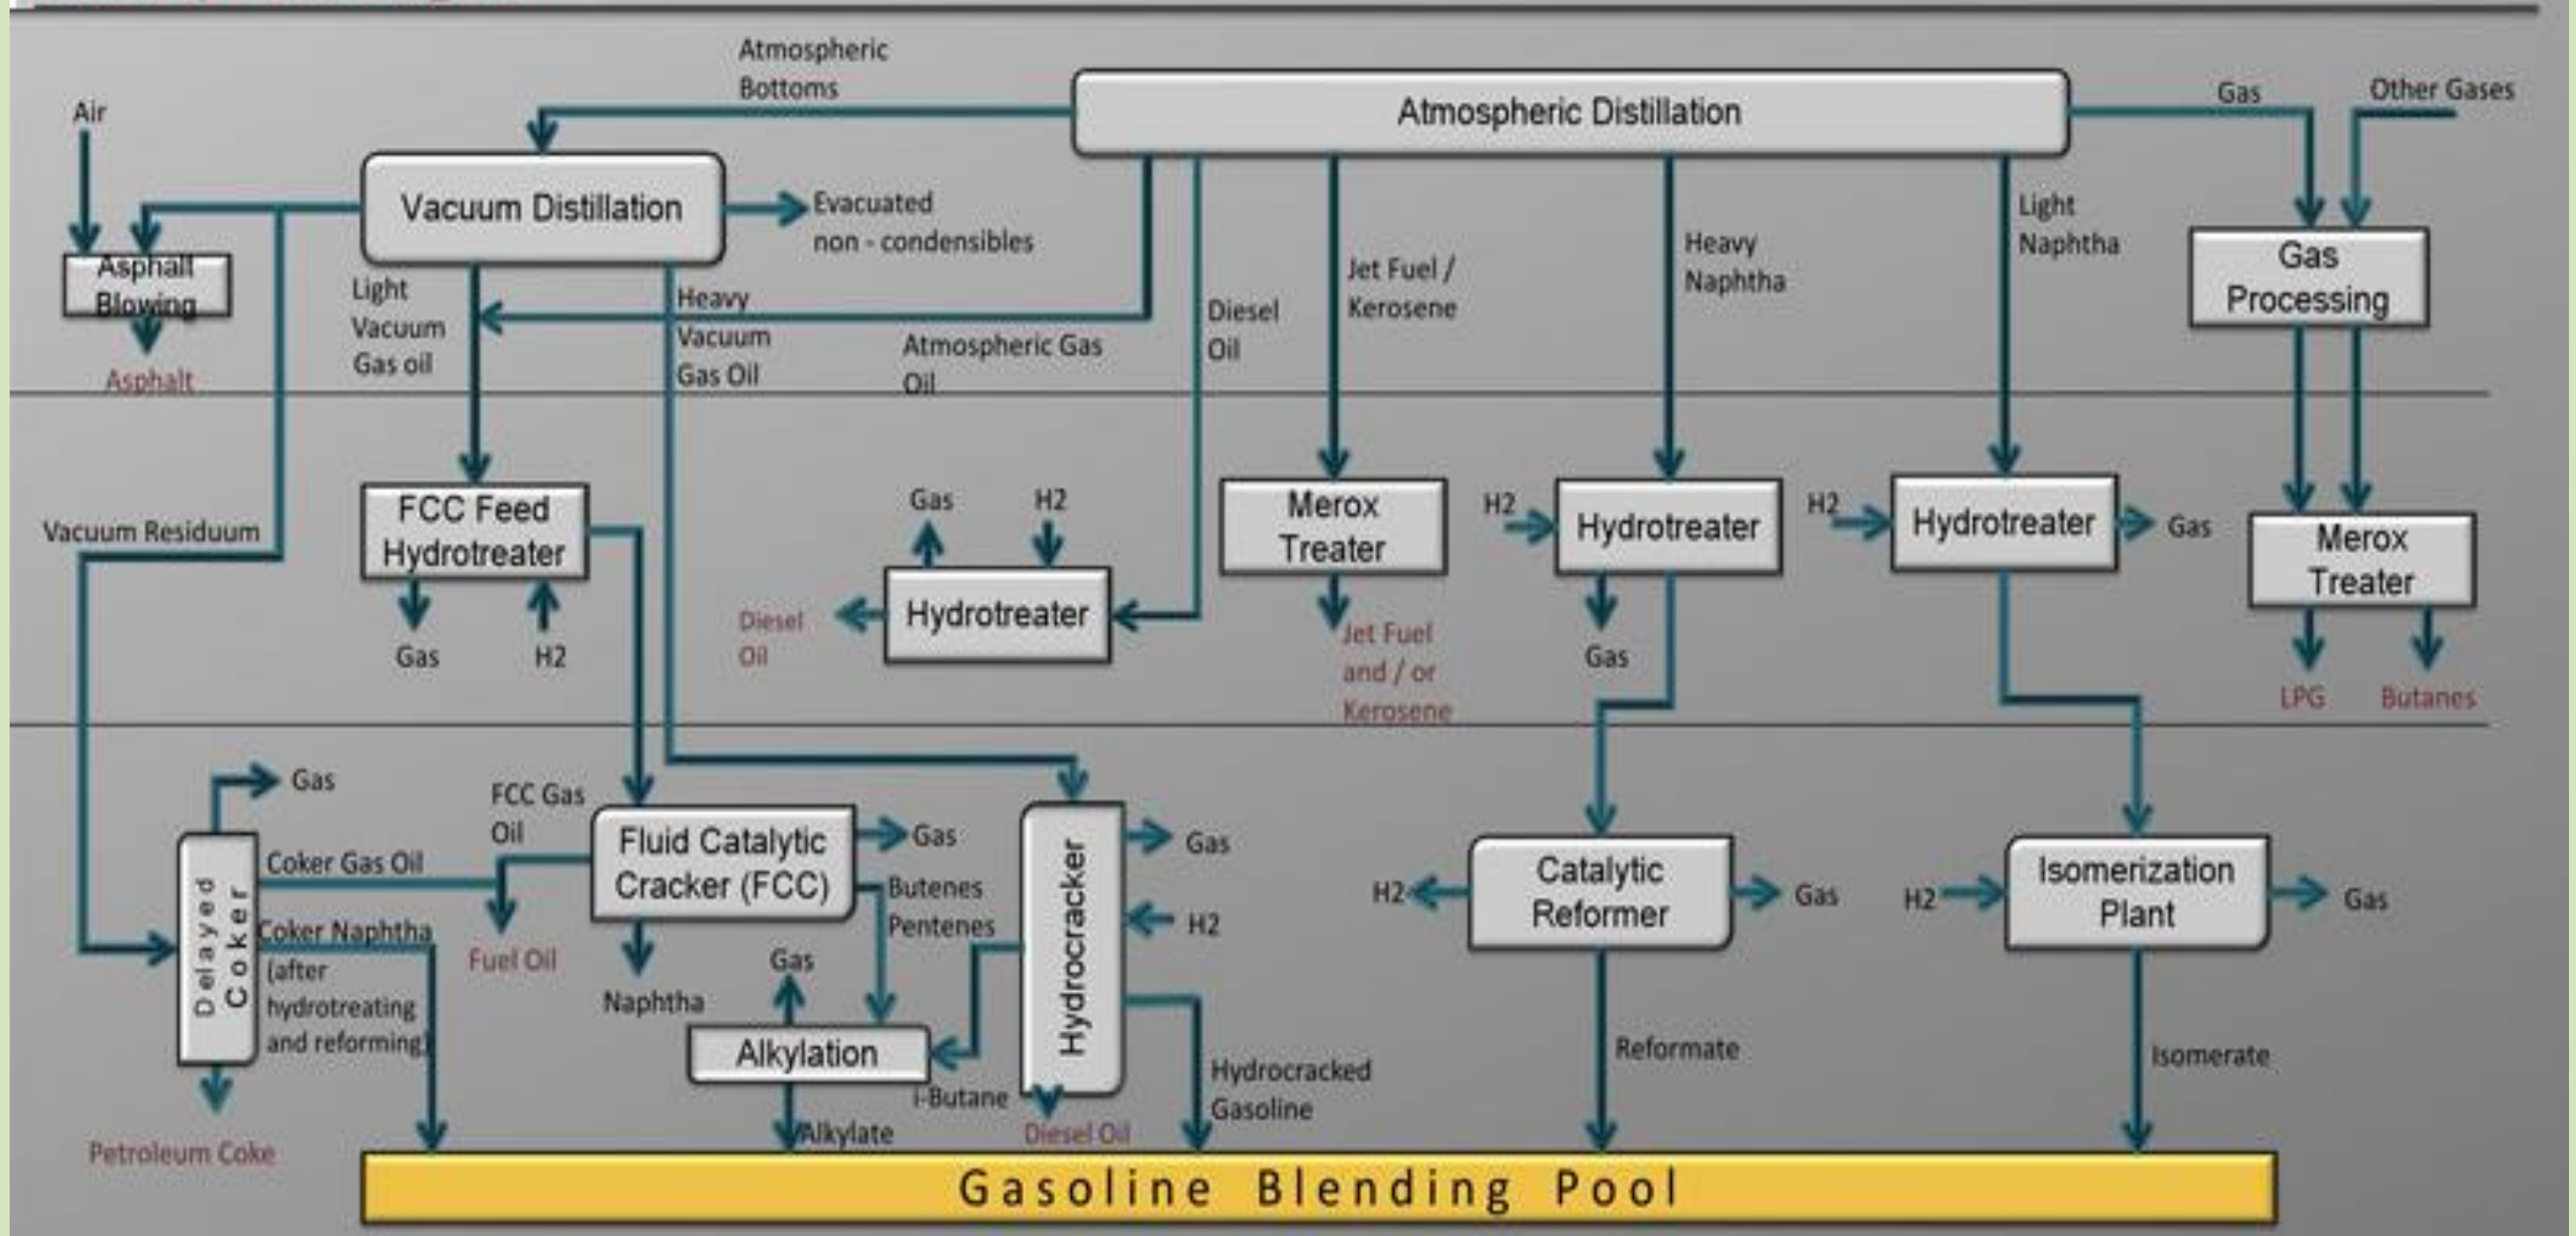 Atmospheric
Bottoms
Atmospheric Distillation
Gas
Other Gases
Air
Vacuum Distillation
Evacuated
non - condensibles
Light
Naphtha
Asphalt
Blowing
Light
Vacuum
Gas oil
Heavy
Vacuum
Gas Oil
Atmospheric Gas
Oil
Diesel
Oil
Jet Fuel /
Kerosene
Heavy
Naphtha
Gas
Processing
Asphalt
Vacuum Residuum
FCC Feed
Hydrotreater
Gas
H2
Gas
H2
Hydrotreater
Diesel
Oil
Merox
Treater
Jet Fuel
and / or
Kerosene
H2
Hydrotreater
Gas
H2
Hydrotreater
Gas
Merox
Treater
LPG
Butanes
Gas
Delayed
Coker
Coker Gas Oil
Coker Naphtha
(after
hydrotreating
and reforming)
Petroleum Coke
FCC Gas
Oil
Fuel Oil
Fluid Catalytic
Cracker (FCC)
Gas
Butenes
Pentenes
Naphtha
Gas
Alkylation
i-Butane
Alkylate
Hydrocracker
Gas
H2
Diesel Oil
Hydrocracked
Gasoline
H2
Catalytic
Reformer
Gas
Reformate
H2
Isomerization
Plant
Gas
Isomerate
Gasoline Blending Pool